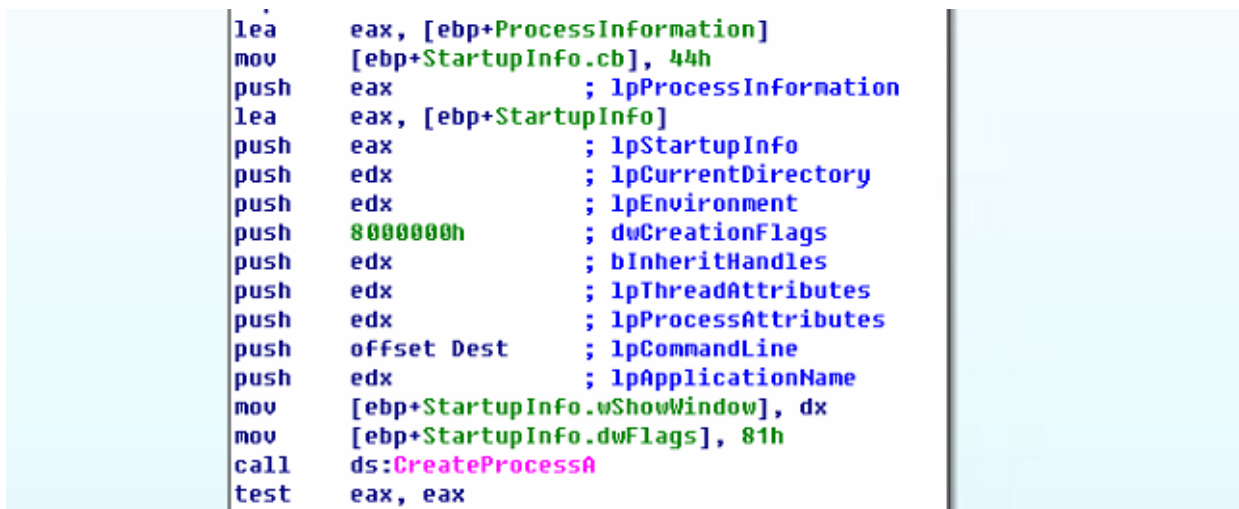 lea eax, [ebp+ProcessInformation]
mov [ebp+StartupInfo.cb], 44h
push eax ; lpProcessInformation
lea eax, [ebp+StartupInfo]
push eax ; lpStartupInfo
push edx ; lpCurrentDirectory
push edx ; lpEnvironment
push 8000000h ; dwCreationFlags
push edx ; bInheritHandles
push edx ; lpThreadAttributes
push edx ; lpProcessAttributes
push offset Dest ; lpCommandLine
push edx ; lpApplicationName
mov [ebp+StartupInfo.wShowWindow], dx
mov [ebp+StartupInfo.dwFlags], 81h
call ds:CreateProcessA
test eax, eax